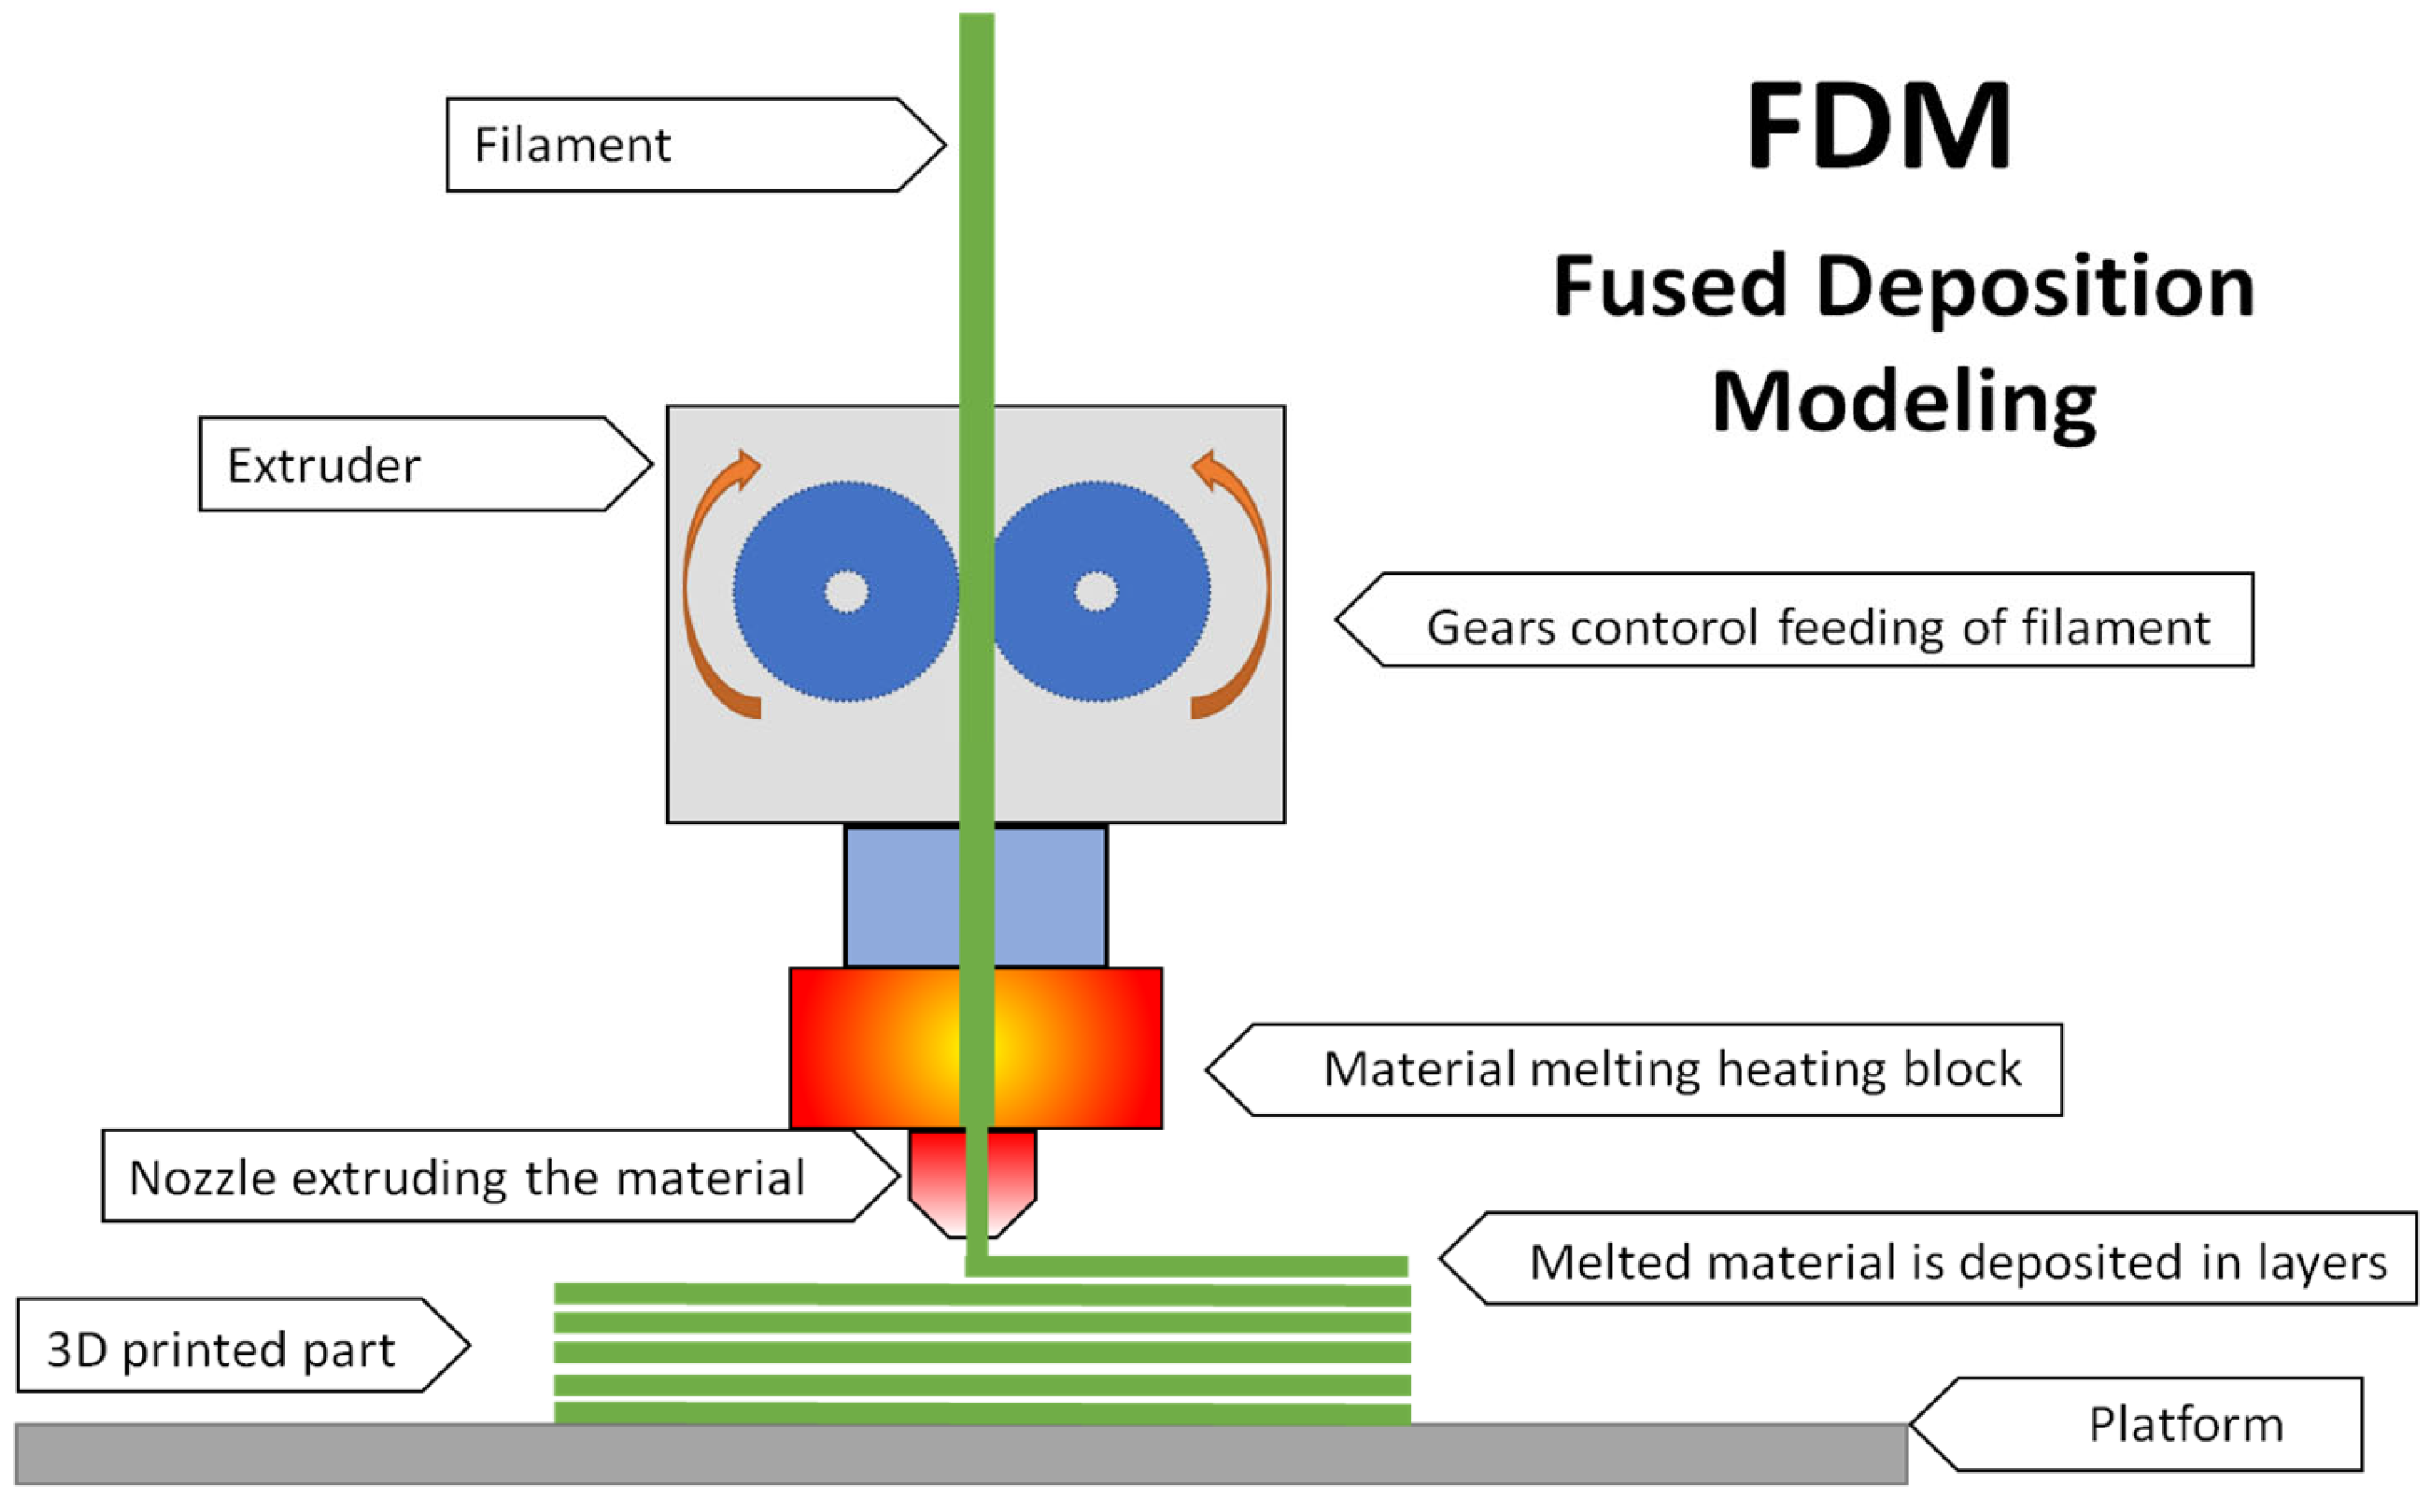 FDM
Fused Deposition
Modeling
Filament
Extruder
Gears contorol feeding of filament
Material melting heating block
Nozzle extruding the material
Melted material is deposited in layers
3D printed part
Platform